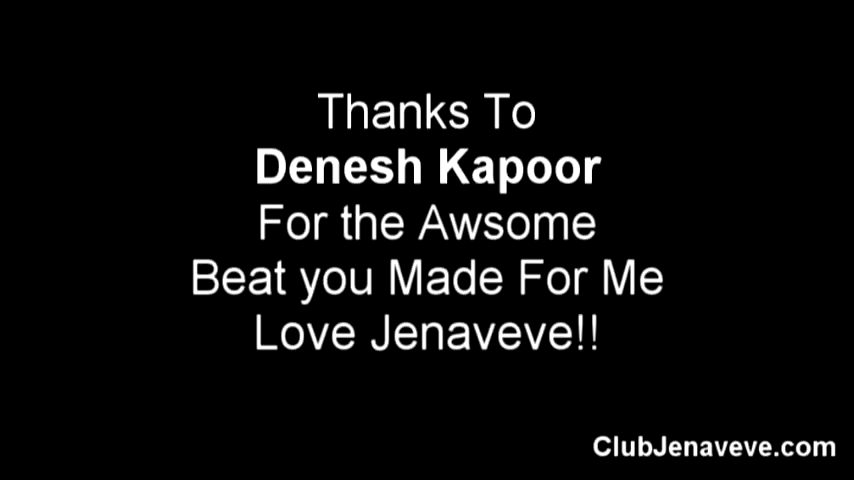 Thanks To
Denesh Kapoor
For the Awsome
Beat you Made For Me
Love Jenaveve!!
ClubJenaveve.com